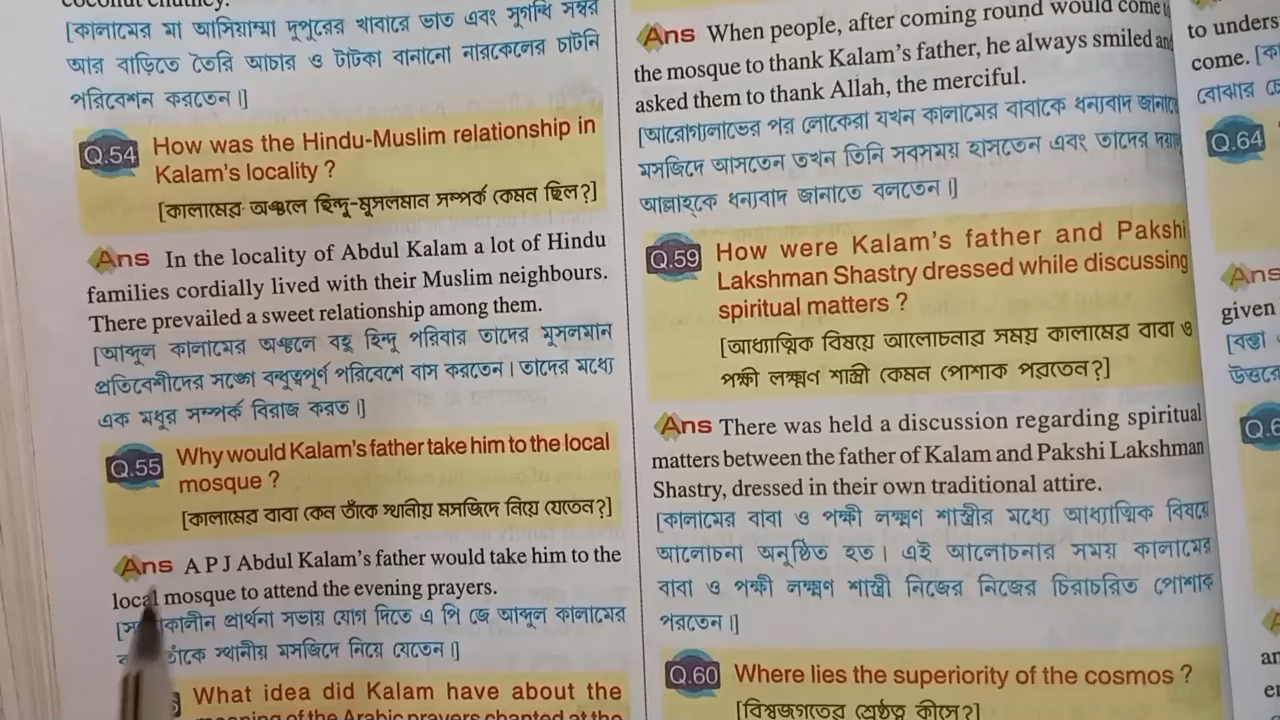 [কালামের মা আসিয়াম্মা দুপুরের খাবারে ভাত এবং সুগন্ধি সম্বর
আর বাড়িতে তৈরি আচার ও টাটকা বানানো নারকেলের চাটনি
পরিবেশন করতেন।]
Q.54 How was the Hindu-Muslim relationship in
Kalam's locality ?
[কালামের অঞ্চলে হিন্দু-মুসলমান সম্পর্ক কেমন ছিল?]
Ans In the locality of Abdul Kalam a lot of Hindu
families cordially lived with their Muslim neighbours.
There prevailed a sweet relationship among them.
[আব্দুল কালামের অঞ্চলে বহু হিন্দু পরিবার তাদের মুসলমান
প্রতিবেশীদের সঙ্গে বন্ধুত্বপূর্ণ পরিবেশে বাস করতেন। তাদের মধ্যে
এক মধুর সম্পর্ক বিরাজ করত।]
Q.55 Why would Kalam's father take him to the local
mosque ?
[কালামের বাবা কেন তাঁকে স্থানীয় মসজিদে নিয়ে যেতেন?]
Ans A P J Abdul Kalam's father would take him to the
local mosque to attend the evening prayers.
প্রার্থনা সভায় যোগ দিতে এ পি জে আব্দুল কালামের
তাঁকে স্থানীয় মসজিদে নিয়ে যেতেন।]
What idea did Kalam have about the
of the Arabic prayers chanted at the
Ans When people, after coming round would come
the mosque to thank Kalam's father, he always smiled and
asked them to thank Allah, the merciful.
[আরোগ্যলাভের পর লোকেরা যখন কালামের বাবাকে ধন্যবাদ জানাতে
মসজিদে আসতেন তখন তিনি সবসময় হাসতেন এবং তাদের
আল্লাহ্‌কে ধন্যবাদ জানাতে বলতেন।]
Q.59 How were Kalam's father and Pakshi
Lakshman Shastry dressed while discussing
spiritual matters ?
[আধ্যাত্মিক বিষয়ে আলোচনার সময় কালামের বাবা ও
পক্ষী লক্ষ্মণ শাস্ত্রী কেমন পোশাক পরতেন?]
Ans There was held a discussion regarding spiritual
matters between the father of Kalam and Pakshi Lakshman
Shastry, dressed in their own traditional attire.
[কালামের বাবা ও পক্ষী লক্ষ্মণ শাস্ত্রীর মধ্যে আধ্যাত্মিক বিষয়ে
আলোচনা অনুষ্ঠিত হত। এই আলোচনার সময় কালামের
বাবা ও পক্ষী লক্ষ্মণ শাস্ত্রী নিজের নিজের চিরাচরিত পোশাক
পরতেন।]
Q.60 Where lies the superiority of the cosmos ?
[বিশ্বজগতের শ্রেষ্ঠত্ব কীসে?]
to unders
come.
বোঝার
Q.64
Ans
given
[বক্তা
উত্তরে